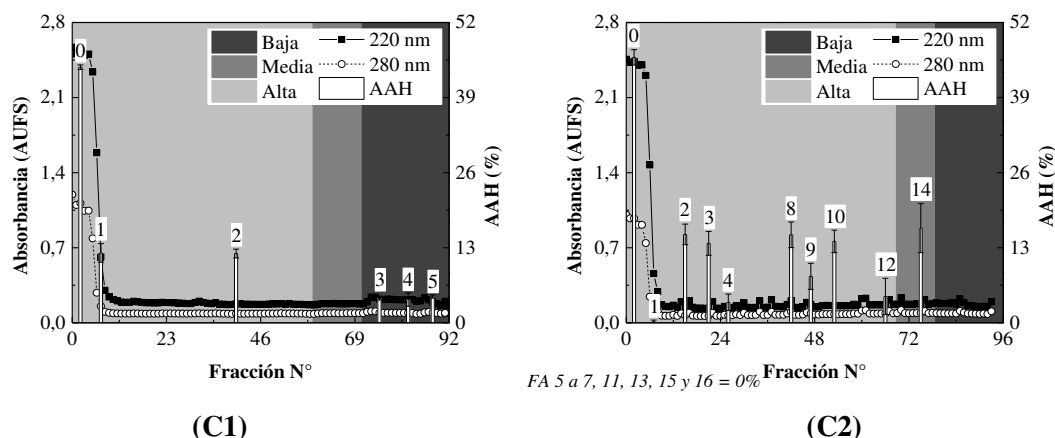 2,8
2,1
1,4
0,7
0,0
Absorbancia (AUFS)
0
1
2
3
4
5
Baja
Media
Alta
220 nm
280 nm
AAH
52
39
26
13
0
AAH (%)
0
23
46
69
92
Fracción N°
(C1)
2,8
2,1
1,4
0,7
0,0
Absorbancia (AUFS)
0
1
2
3
4
8
9
10
12
14
Baja
Media
Alta
220 nm
280 nm
AAH
52
39
26
13
0
AAH (%)
0
24
48
72
96
Fracción N°
FA 5 a 7, 11, 13, 15 y 16 = 0%
(C2)